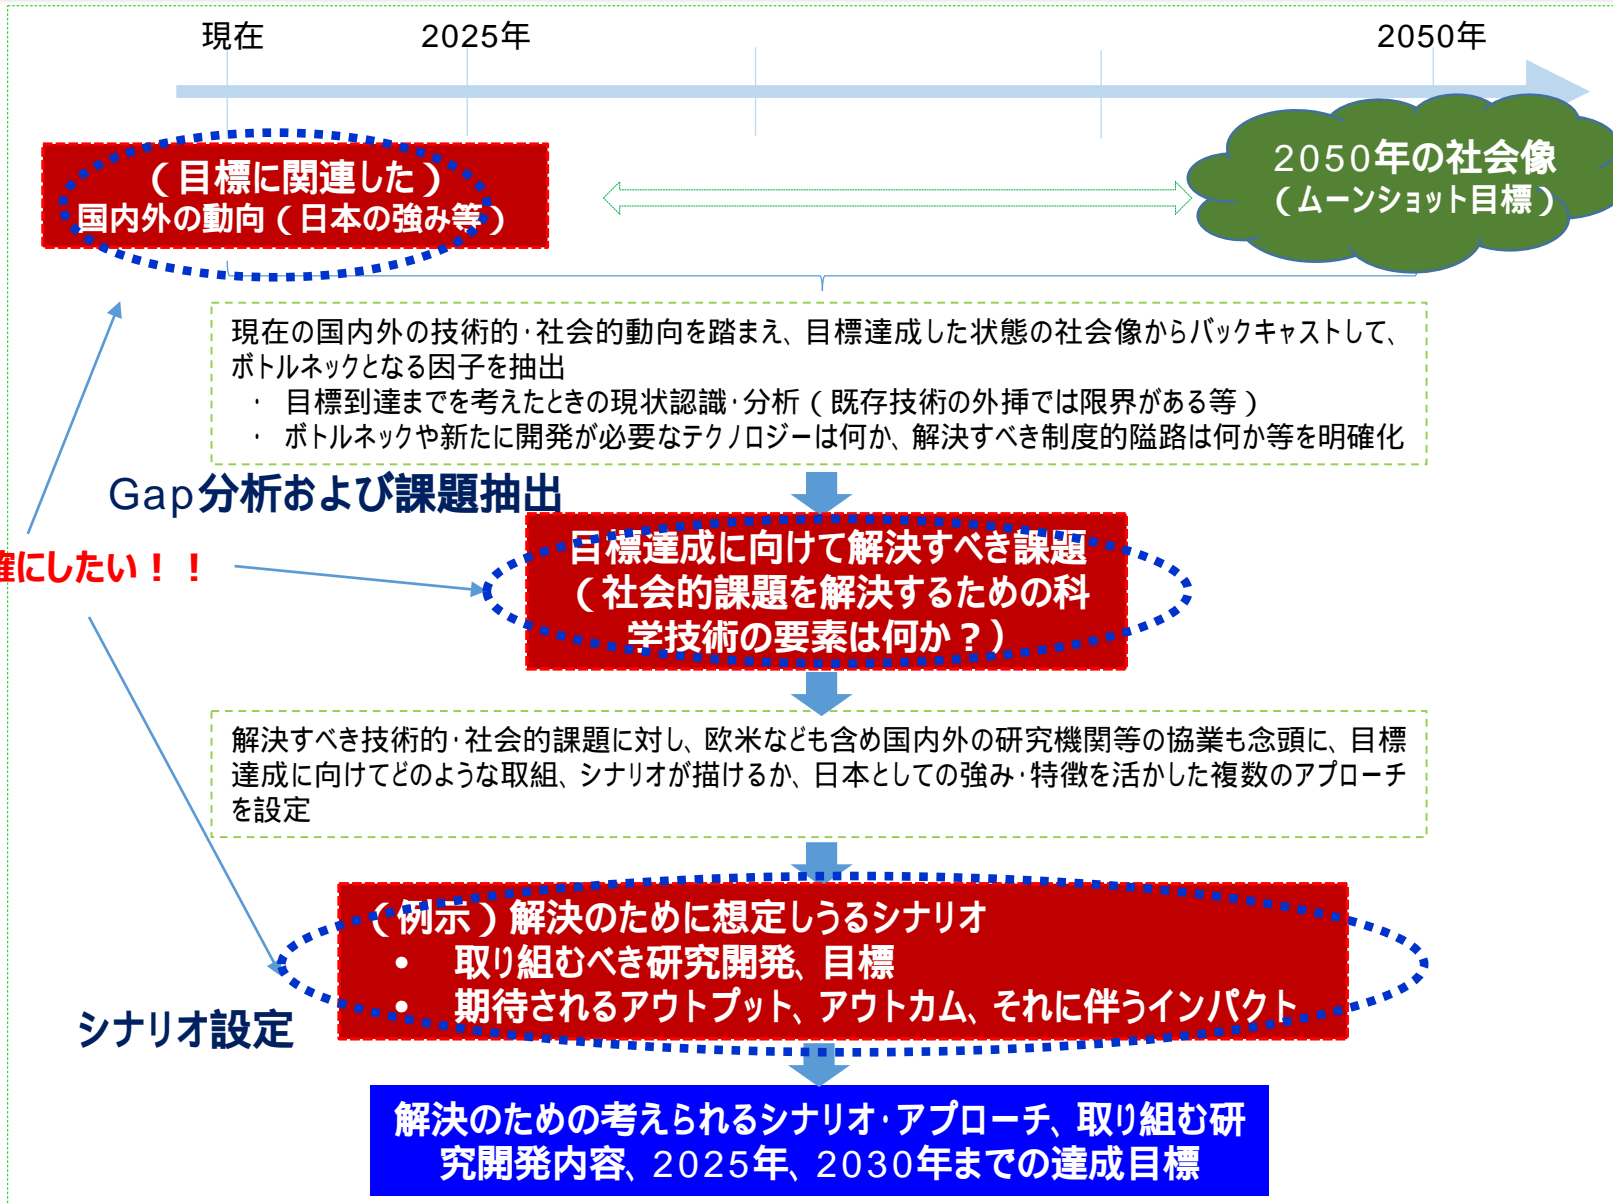 現在
2025年
2050年
（目標に関連した）
国内外の動向（日本の強み等）
2050年の社会像
（ムーンショット目標）
現在の国内外の技術的・社会的動向を踏まえ、目標達成した状態の社会像からバックキャストして、
ボトルネックとなる因子を抽出
・ 目標到達までを考えたときの現状認識・分析（既存技術の外挿では限界がある等）
・ ボトルネックや新たに開発が必要なテクノロジーは何か、解決すべき制度的隘路は何か等を明確化
Gap分析および課題抽出
確にしたい！！
目標達成に向けて解決すべき課題
（社会的課題を解決するための科
学技術の要素は何か？）
解決すべき技術的・社会的課題に対し、欧米なども含め国内外の研究機関等の協業も念頭に、目標
達成に向けてどのような取組、シナリオが描けるか、日本としての強み・特徴を活かした複数のアプローチ
を設定
（例示）解決のために想定しうるシナリオ
• 取り組むべき研究開発、目標
• 期待されるアウトプット、アウトカム、それに伴うインパクト
シナリオ設定
解決のための考えられるシナリオ・アプローチ、取り組む研
究開発内容、2025年、2030年までの達成目標